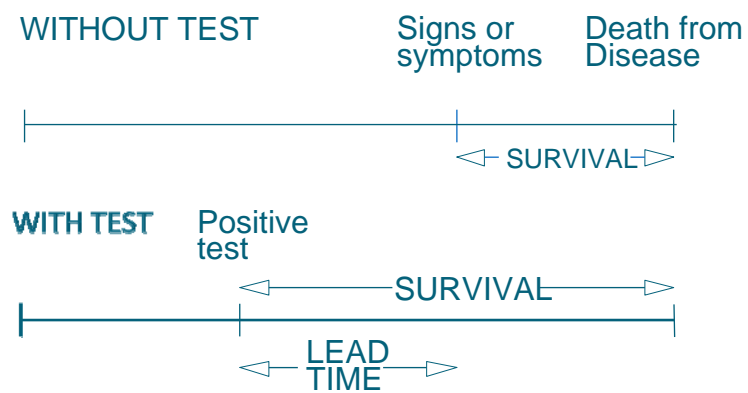 WITHOUT TEST
Signs or
symptoms
Death from
Disease
SURVIVAL
WITH TEST
Positive
test
SURVIVAL
LEAD
TIME